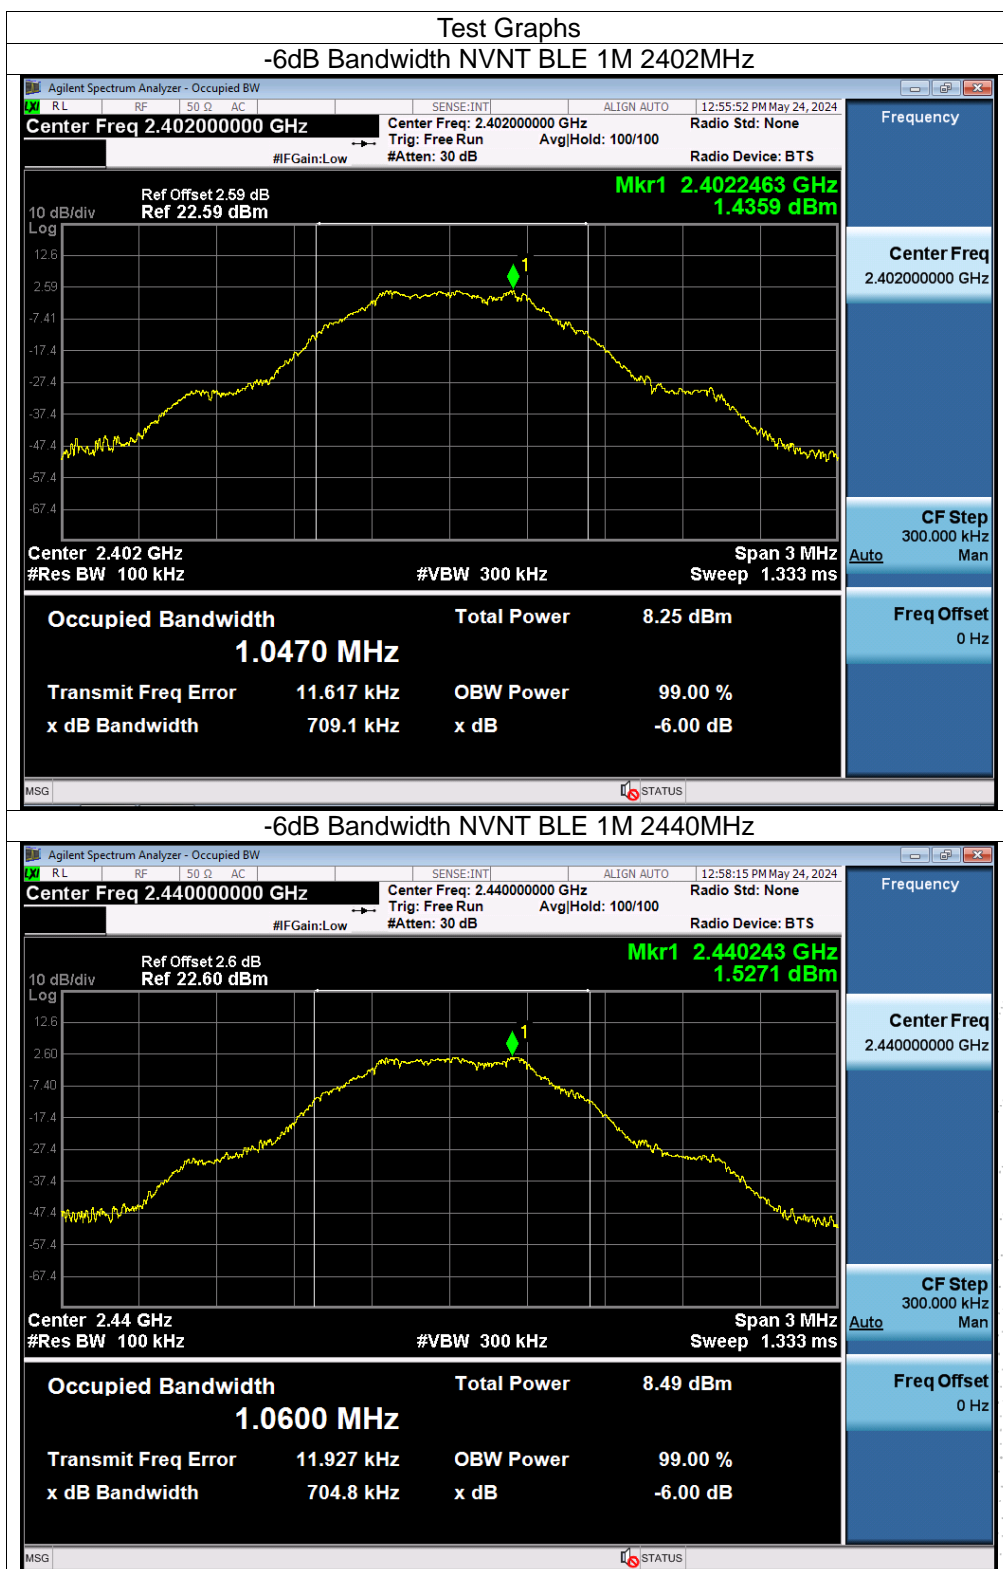 Test Graphs
-6dB Bandwidth NVNT BLE 1M 2402MHz
Agilent Spectrum Analyzer - Occupied BW
LXI RL RF 50 Ω AC SENSE:INT ALIGN AUTO 12:55:52 PM May 24, 2024
Center Freq 2.402000000 GHz
Center Freq: 2.402000000 GHz Radio Std: None
Trig: Free Run Avg|Hold: 100/100
#IFGain:Low #Atten: 30 dB Radio Device: BTS
Frequency
Mkr1 2.4022463 GHz
1.4359 dBm
Ref Offset 2.59 dB
10 dB/div Ref 22.59 dBm
Log
1
12.6
2.59
-7.41
-17.4
-27.4
-37.4
-47.4
-57.4
-67.4
Center Freq
2.402000000 GHz
Center 2.402 GHz Span 3 MHz
#Res BW 100 kHz #VBW 300 kHz Sweep 1.333 ms
CF Step
300.000 kHz
Auto Man
Occupied Bandwidth Total Power 8.25 dBm
1.0470 MHz
Transmit Freq Error 11.617 kHz OBW Power 99.00 %
x dB Bandwidth 709.1 kHz x dB -6.00 dB
Freq Offset
0 Hz
MSG STATUS
-6dB Bandwidth NVNT BLE 1M 2440MHz
Agilent Spectrum Analyzer - Occupied BW
LXI RL RF 50 Ω AC SENSE:INT ALIGN AUTO 12:58:15 PM May 24, 2024
Center Freq 2.440000000 GHz
Center Freq: 2.440000000 GHz Radio Std: None
Trig: Free Run Avg|Hold: 100/100
#IFGain:Low #Atten: 30 dB Radio Device: BTS
Frequency
Mkr1 2.440243 GHz
1.5271 dBm
Ref Offset 2.6 dB
10 dB/div Ref 22.60 dBm
Log
1
12.6
2.60
-7.40
-17.4
-27.4
-37.4
-47.4
-57.4
-67.4
Center Freq
2.440000000 GHz
Center 2.44 GHz Span 3 MHz
#Res BW 100 kHz #VBW 300 kHz Sweep 1.333 ms
CF Step
300.000 kHz
Auto Man
Occupied Bandwidth Total Power 8.49 dBm
1.0600 MHz
Transmit Freq Error 11.927 kHz OBW Power 99.00 %
x dB Bandwidth 704.8 kHz x dB -6.00 dB
Freq Offset
0 Hz
MSG STATUS